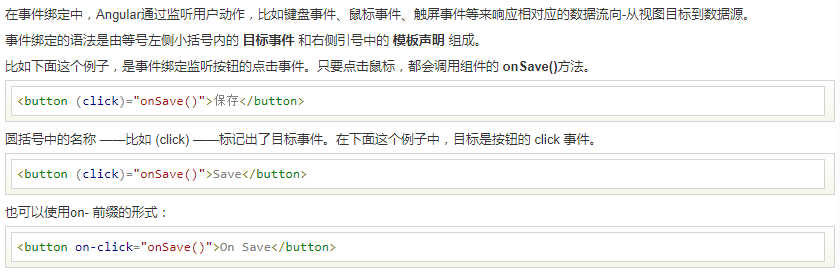 在事件绑定中，Angular通过监听用户动作，比如键盘事件、鼠标事件、触屏事件等来响应相对应的数据流向-从视图目标到数据源。
事件绑定的语法是由等号左侧小括号内的 目标事件 和右侧引号中的 模板声明 组成。
比如下面这个例子，是事件绑定监听按钮的点击事件。只要点击鼠标，都会调用组件的 onSave()方法。
<button (click)="onSave()">保存</button>
圆括号中的名称 ——比如 (click) ——标记出了目标事件。在下面这个例子中，目标是按钮的 click 事件。
<button (click)="onSave()">Save</button>
也可以使用on- 前缀的形式：
<button on-click="onSave()">On Save</button>